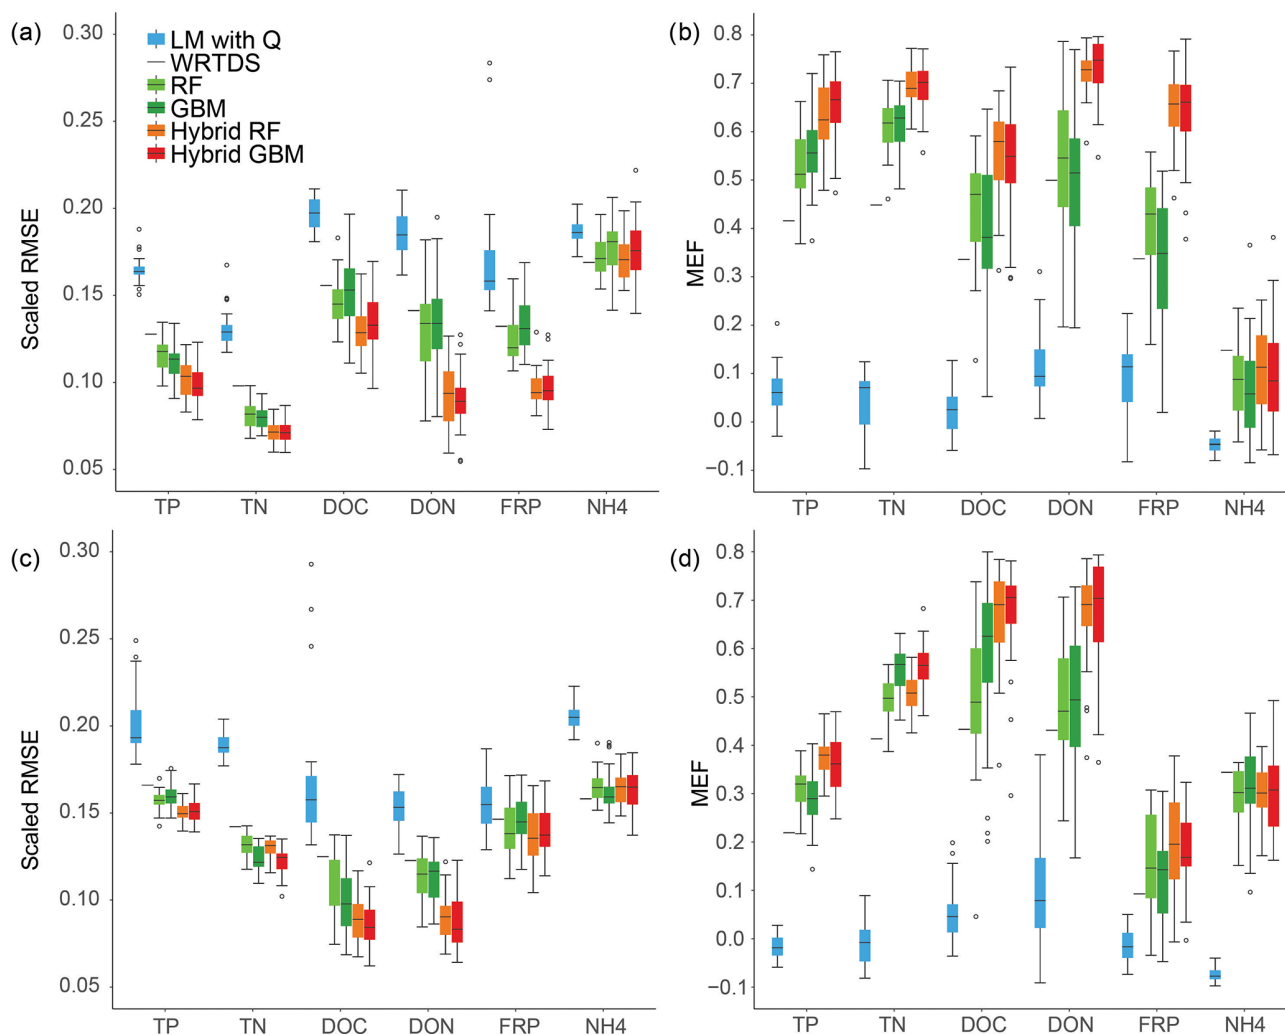 (a)
Scaled RMSE
0.30
0.25
0.20
0.15
0.10
0.05
LM with Q
WRTDS
RF
GBM
Hybrid RF
Hybrid GBM
TP TN DOC DON FRP NH4
(b)
MEF
0.8
0.7
0.6
0.5
0.4
0.3
0.2
0.1
0.0
−0.1
TP TN DOC DON FRP NH4
(c)
Scaled RMSE
0.30
0.25
0.20
0.15
0.10
0.05
TP TN DOC DON FRP NH4
(d)
MEF
0.8
0.7
0.6
0.5
0.4
0.3
0.2
0.1
0.0
−0.1
TP TN DOC DON FRP NH4